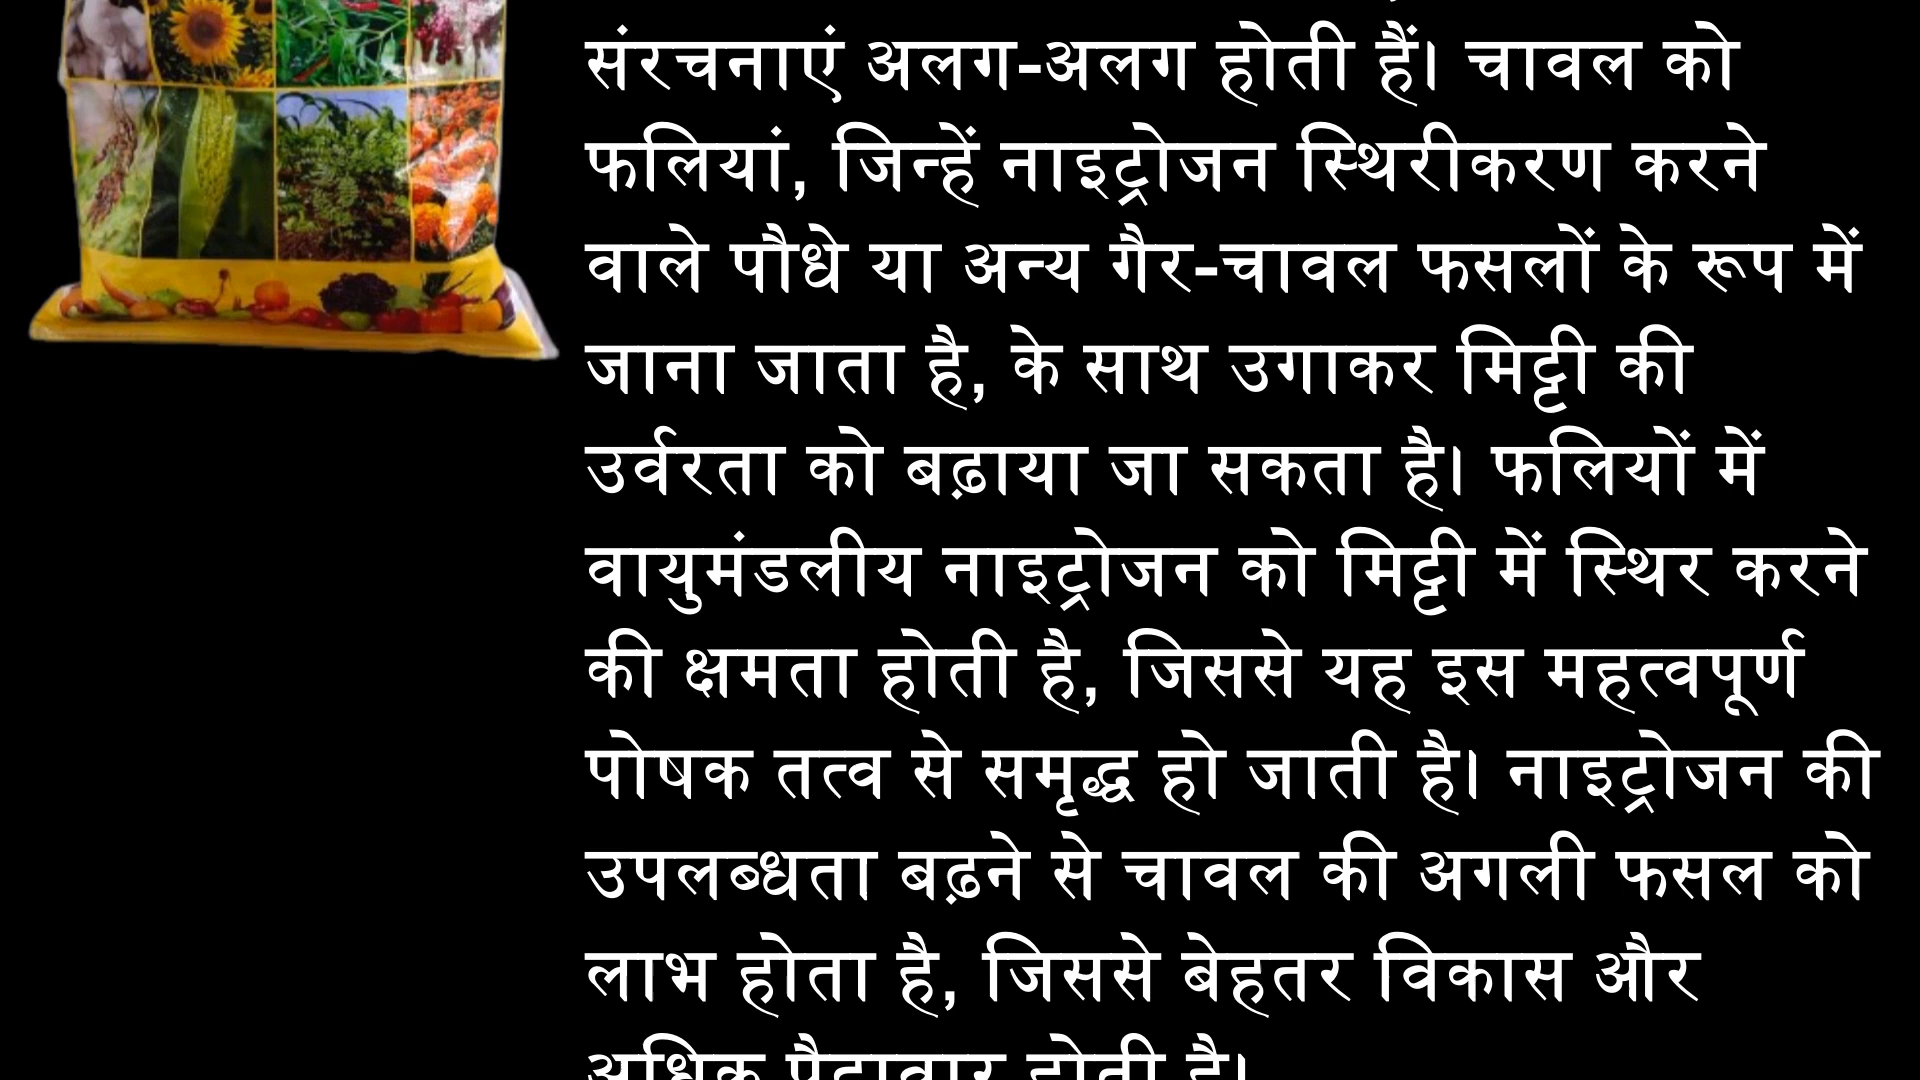 संरचनाएं अलग-अलग होती हैं। चावल को
फलियां, जिन्हें नाइट्रोजन स्थिरीकरण करने
वाले पौधे या अन्य गैर-चावल फसलों के रूप में
जाना जाता है, के साथ उगाकर मिट्टी की
उर्वरता को बढ़ाया जा सकता है। फलियों में
वायुमंडलीय नाइट्रोजन को मिट्टी में स्थिर करने
की क्षमता होती है, जिससे यह इस महत्वपूर्ण
पोषक तत्व से समृद्ध हो जाती है। नाइट्रोजन की
उपलब्धता बढ़ने से चावल की अगली फसल को
लाभ होता है, जिससे बेहतर विकास और
अधिक पैदावार होती है।